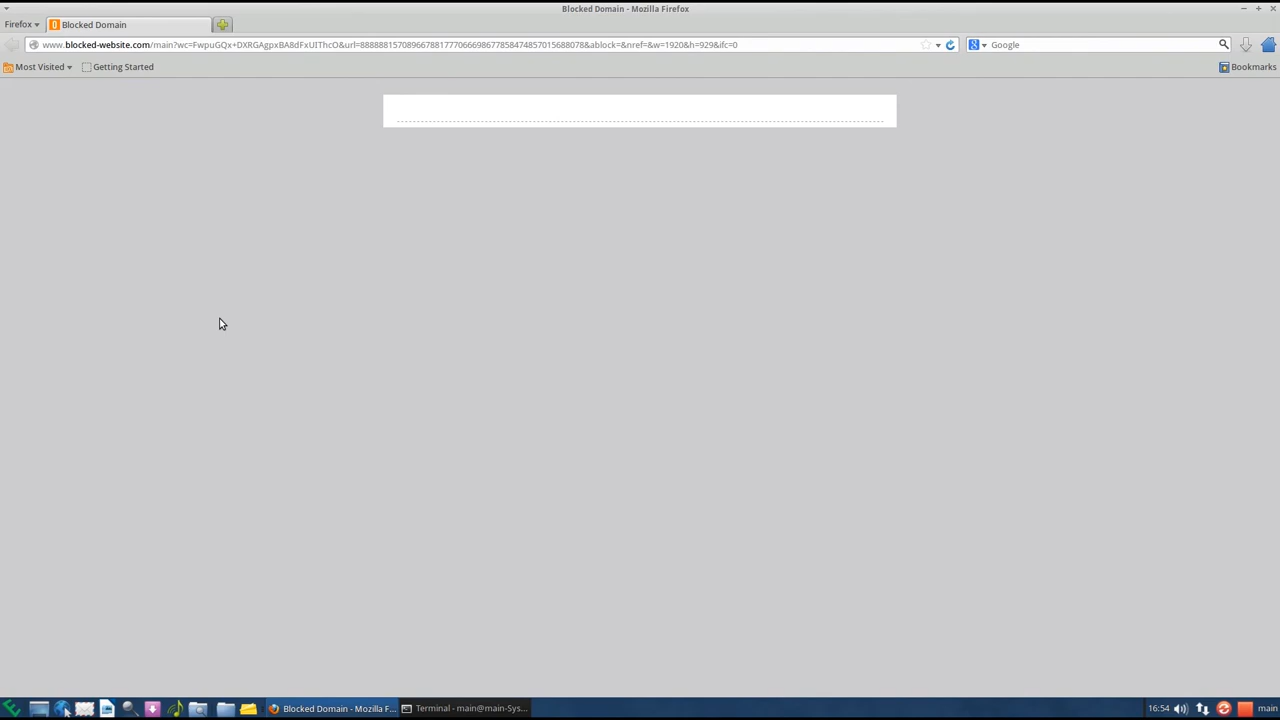 Blocked Domain - Mozilla Firefox
Firefox
Blocked Domain
www.blocked-website.com/main?wc=FwpuGQx+DXRGAgpxBA8dFxUIThcO&url=8888881570896678817770666986778584748570156880​78&ablock=&nref=&w=1920&h=929&ifc=0
Google
Most Visited
Getting Started
Bookmarks
Blocked Domain - Mozilla F...
Terminal - main@main-Sys...
16:54
main